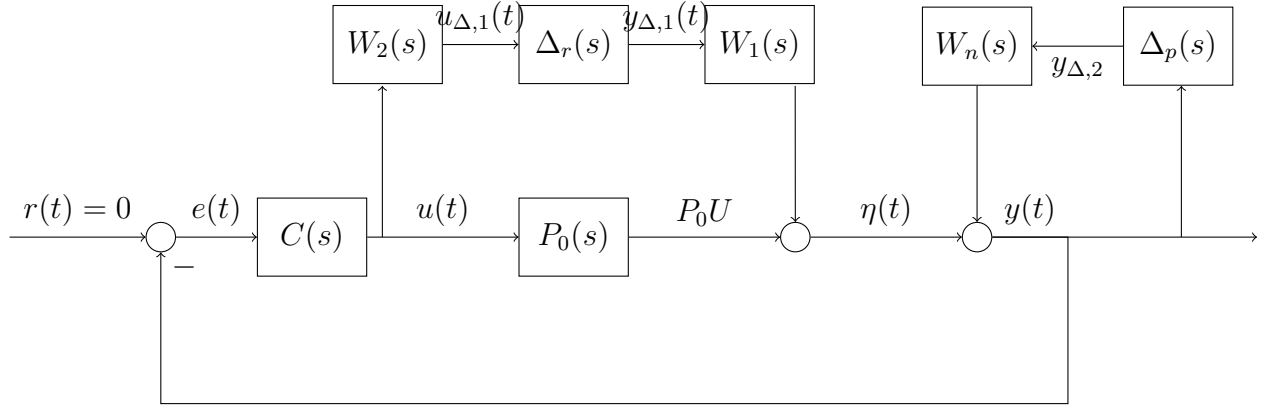 W_2(s) u_{Δ,1}(t) Δ_r(s) y_{Δ,1}(t) W_1(s) W_n(s) y_{Δ,2} Δ_p(s)
r(t) = 0 e(t) C(s) u(t) P_0(s) P_0U η(t) y(t)
−